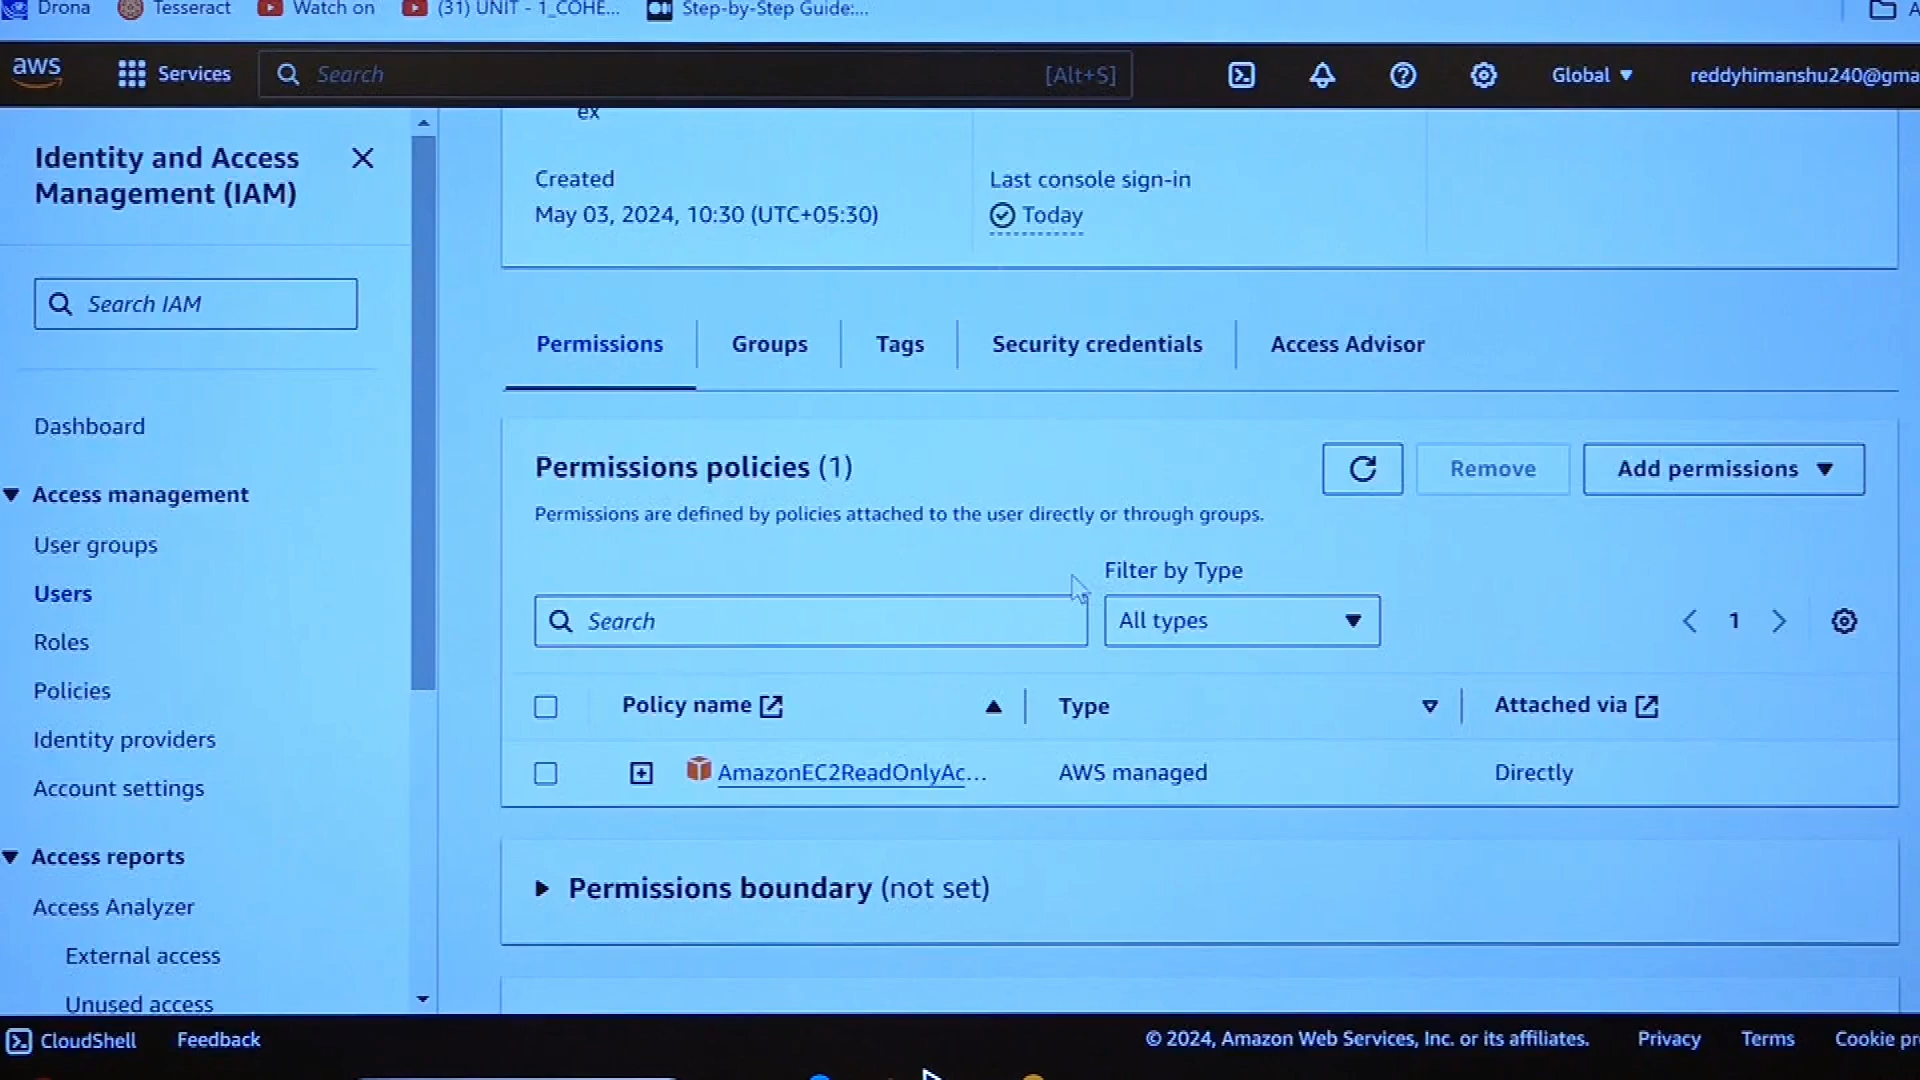 Drona Tesseract Watch on (31) UNIT - 1_COHE... Step-by-Step Guide:...
aws Services Search [Alt+S] Global reddyhimanshu240@gma
Identity and Access
Management (IAM)
Search IAM
Dashboard
Access management
User groups
Users
Roles
Policies
Identity providers
Account settings
Access reports
Access Analyzer
External access
Unused access
ex
Created
May 03, 2024, 10:30 (UTC+05:30)
Last console sign-in
Today
Permissions Groups Tags Security credentials Access Advisor
Permissions policies (1)
Remove Add permissions
Permissions are defined by policies attached to the user directly or through groups.
Filter by Type
Search All types 1
Policy name Type Attached via
AmazonEC2ReadOnlyAc... AWS managed Directly
Permissions boundary (not set)
CloudShell Feedback © 2024, Amazon Web Services, Inc. or its affiliates. Privacy Terms Cookie pr